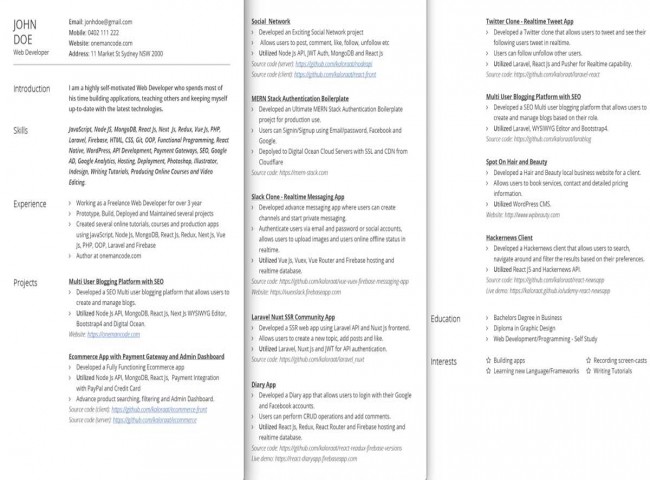 JOHN
DOE
Web Developer
Email: jonhdoe@gmail.com
Mobile: 0402 111 222
Website: onemancode.com
Address: 11 Market St Sydney NSW 2000
Introduction
I am a highly self-motivated Web Developer who spends most of
his time building applications, teaching others and keeping myself
up-to-date with the latest technologies.
Skills
JavaScript, Node JS, MongoDB, React Js, Next Js, Redux, Vue Js, PHP,
Laravel, Firebase, HTML, CSS, Git, OOP, Functional Programming, React
Native, WordPress, API Development, Payment Gateways, SEO, Google
AD, Google Analytics, Hosting, Deployment, Photoshop, Illustrator,
Indesign, Writing Tutorials, Producing Online Courses and Video
Editing.
Experience
› Working as a Freelance Web Developer for over 3 year
› Prototype, Build, Deployed and Maintained several projects
› Created several online tutorials, courses and production apps
using JavaScript, Node Js, MongoDB, React Js, Redux, Next Js, Vue
Js, PHP, OOP, Laravel and Firebase
› Author at onemancode.com
Projects
Multi User Blogging Platform with SEO
› Developed a SEO Multi user blogging platform that allows users to
create and manage blogs.
› Utilized Node Js API, MongoDB, React Js, Next Js WYSIWYG Editor,
Bootstrap4 and Digital Ocean.
Website: https://onemancode.com
Ecommerce App with Payment Gateway and Admin Dashboard
› Developed a Fully Functioning Ecommerce app
› Utilized Node Js API, MongoDB, React Js, Payment Integration
with PayPal and Credit Card
› Advance product searching, filtering and Admin Dashboard.
Source code (client): https://github.com/kaloraat/ecommerce-front
Source code (server): https://github.com/kaloraat/ecommerce
Social Network
› Developed an Exciting Social Network project
› Allows users to post, comment, like, follow, unfollow etc
› Utilized Node Js API, JWT Auth, MongoDB and React Js
Source code (server): https://github.com/kaloraat/nodeapi
Source code (client): https://github.com/kaloraat/react-front
MERN Stack Authentication Boilerplate
› Developed an Ultimate MERN Stack Authentication Boilerplate
proejct for production use.
› Users can Signin/Signup using Email/password, Facebook and
Google.
› Depolyed to Digital Ocean Cloud Servers with SSL and CDN from
Cloudflare
Source code: https://mern-stack.com
Slack Clone - Realtime Messaging App
› Developed advance messaging app where users can create
channels and start private messaging.
› Authenticate users via email and password or social accounts,
allows users to upload images and users online offline status in
realtime.
› Utilized Vue Js, Vuex, Vue Router and Firebase hosting and
realtime database.
Source code: https://github.com/kaloraat/vue-vuex-firebase-messaging-app
Website: https://vuenslack.firebaseapp.com
Laravel Nuxt SSR Community App
› Developed a SSR web app using Laravel API and Nuxt Js frontend.
› Allows users to create a new topic, add posts and like.
› Utilized Laravel, Nuxt Js and JWT for API authentication.
Source code: https://github.com/kaloraat/laravel_nuxt
Diary App
› Developed a Diary app that allows users to login with their Google
and Facebook accounts.
› Users can perform CRUD operations and add comments.
› Utilized React Js, Redux, React Router and Firebase hosting and
realtime database.
Source code: https://github.com/kaloraat/react-readux-firebase-versions
Live demo: https://react-diaryapp.firebaseapp.com
Twitter Clone - Realtime Tweet App
› Developed a Twitter clone that allows users to tweet and see their
following users tweet in realtime.
› Users can follow unfollow other users.
› Utilized Laravel, React Js and Pusher for Realtime capability.
Source code: https://github.com/kaloraat/laravel-react
Multi User Blogging Platform with SEO
› Developed a SEO Multi user blogging platform that allows users to
create and manage blogs based on their role.
› Utilized Laravel, WYSIWYG Editor and Bootstrap4.
Source code: https://github.com/kaloraat/larablog
Spot On Hair and Beauty
› Developed a Hair and Beauty local business website for a client.
› Allows users to book services, contact and detailed pricing
information.
› Utilized WordPress CMS.
Website: http://www.wpbeauty.com
Hackernews Client
› Developed a Hackernews client that allows users to search,
navigate around and filter the results based on their preferences.
› Utilized React JS and Hackernews API.
Source code: https://github.com/kaloraat/react-newsapp
Live demo: https://kaloraat.github.io/udemy-react-newsapp
Education
› Bachelors Degree in Business
› Diploma in Graphic Design
› Web Development/Programming - Self Study
Interests
☆ Building apps ☆ Recording screen-casts
☆ Learning new Language/Frameworks ☆ Writing Tutorials